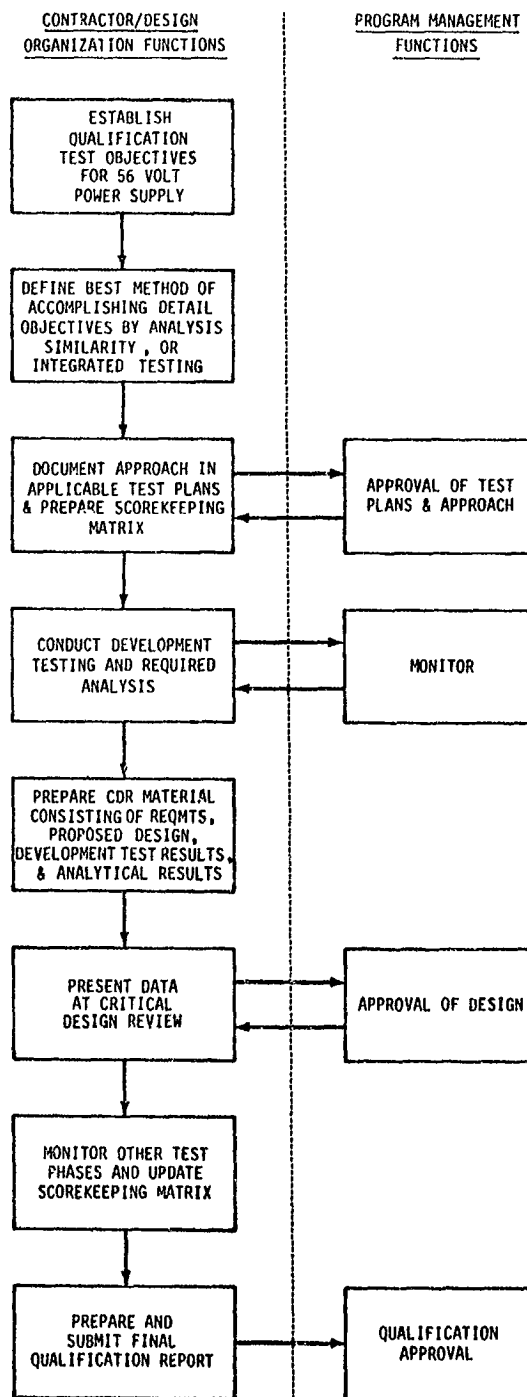 CONTRACTOR/DESIGN
ORGANIZATION FUNCTIONS
PROGRAM MANAGEMENT
FUNCTIONS
ESTABLISH
QUALIFICATION
TEST OBJECTIVES
FOR 56 VOLT
POWER SUPPLY
DEFINE BEST METHOD OF
ACCOMPLISHING DETAIL
OBJECTIVES BY ANALYSIS
SIMILARITY, OR
INTEGRATED TESTING
DOCUMENT APPROACH IN
APPLICABLE TEST PLANS
& PREPARE SCOREKEEPING
MATRIX
APPROVAL OF TEST
PLANS & APPROACH
CONDUCT DEVELOPMENT
TESTING AND REQUIRED
ANALYSIS
MONITOR
PREPARE CDR MATERIAL
CONSISTING OF REQMTS,
PROPOSED DESIGN,
DEVELOPMENT TEST RESULTS,
& ANALYTICAL RESULTS
PRESENT DATA
AT CRITICAL
DESIGN REVIEW
APPROVAL OF DESIGN
MONITOR OTHER TEST
PHASES AND UPDATE
SCOREKEEPING MATRIX
PREPARE AND
SUBMIT FINAL
QUALIFICATION REPORT
QUALIFICATION
APPROVAL